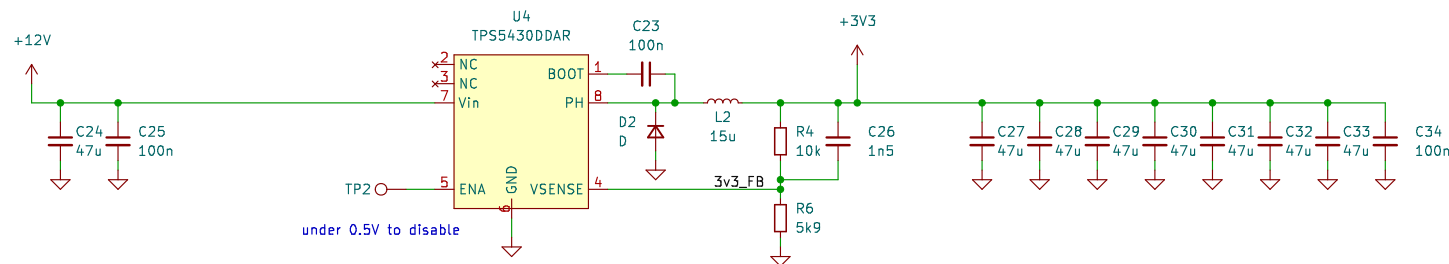 U4
TPS5430DDAR
+12V
C23
100n
+3V3
2
NC
3
NC
7
Vin
BOOT
1
PH
8
C24
47u
C25
100n
D2
D
L2
15u
R4
10k
C26
1n5
C27
47u
C28
47u
C29
47u
C30
47u
C31
47u
C32
47u
C33
47u
C34
100n
TP2
5
ENA
GND
6
VSENSE
4
3v3_FB
R6
5k9
under 0.5V to disable